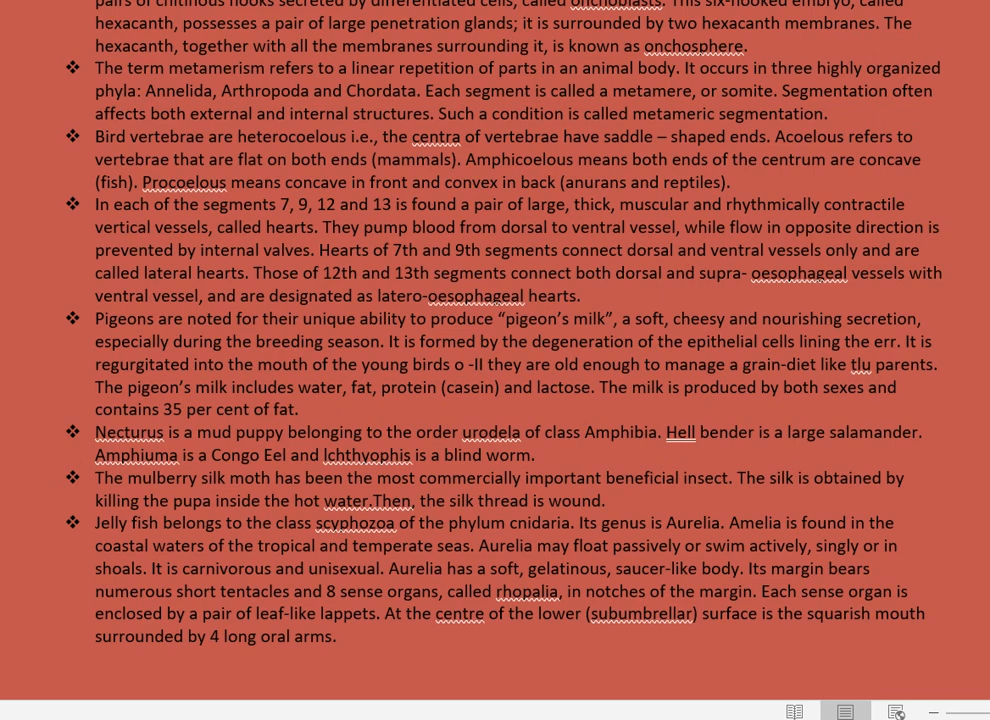 pairs of chitinous hooks secreted by differentiated cells, called onchoblasts. This six-hooked embryo, called
hexacanth, possesses a pair of large penetration glands; it is surrounded by two hexacanth membranes. The
hexacanth, together with all the membranes surrounding it, is known as onchosphere.
❖ The term metamerism refers to a linear repetition of parts in an animal body. It occurs in three highly organized
phyla: Annelida, Arthropoda and Chordata. Each segment is called a metamere, or somite. Segmentation often
affects both external and internal structures. Such a condition is called metameric segmentation.
❖ Bird vertebrae are heterocoelous i.e., the centra of vertebrae have saddle – shaped ends. Acoelous refers to
vertebrae that are flat on both ends (mammals). Amphicoelous means both ends of the centrum are concave
(fish). Procoelous means concave in front and convex in back (anurans and reptiles).
❖ In each of the segments 7, 9, 12 and 13 is found a pair of large, thick, muscular and rhythmically contractile
vertical vessels, called hearts. They pump blood from dorsal to ventral vessel, while flow in opposite direction is
prevented by internal valves. Hearts of 7th and 9th segments connect dorsal and ventral vessels only and are
called lateral hearts. Those of 12th and 13th segments connect both dorsal and supra- oesophageal vessels with
ventral vessel, and are designated as latero-oesophageal hearts.
❖ Pigeons are noted for their unique ability to produce “pigeon’s milk”, a soft, cheesy and nourishing secretion,
especially during the breeding season. It is formed by the degeneration of the epithelial cells lining the err. It is
regurgitated into the mouth of the young birds o -II they are old enough to manage a grain-diet like tlu parents.
The pigeon’s milk includes water, fat, protein (casein) and lactose. The milk is produced by both sexes and
contains 35 per cent of fat.
❖ Necturus is a mud puppy belonging to the order urodela of class Amphibia. Hell bender is a large salamander.
Amphiuma is a Congo Eel and lchthyophis is a blind worm.
❖ The mulberry silk moth has been the most commercially important beneficial insect. The silk is obtained by
killing the pupa inside the hot water.Then, the silk thread is wound.
❖ Jelly fish belongs to the class scyphozoa of the phylum cnidaria. Its genus is Aurelia. Amelia is found in the
coastal waters of the tropical and temperate seas. Aurelia may float passively or swim actively, singly or in
shoals. It is carnivorous and unisexual. Aurelia has a soft, gelatinous, saucer-like body. Its margin bears
numerous short tentacles and 8 sense organs, called rhopalia, in notches of the margin. Each sense organ is
enclosed by a pair of leaf-like lappets. At the centre of the lower (subumbrellar) surface is the squarish mouth
surrounded by 4 long oral arms.